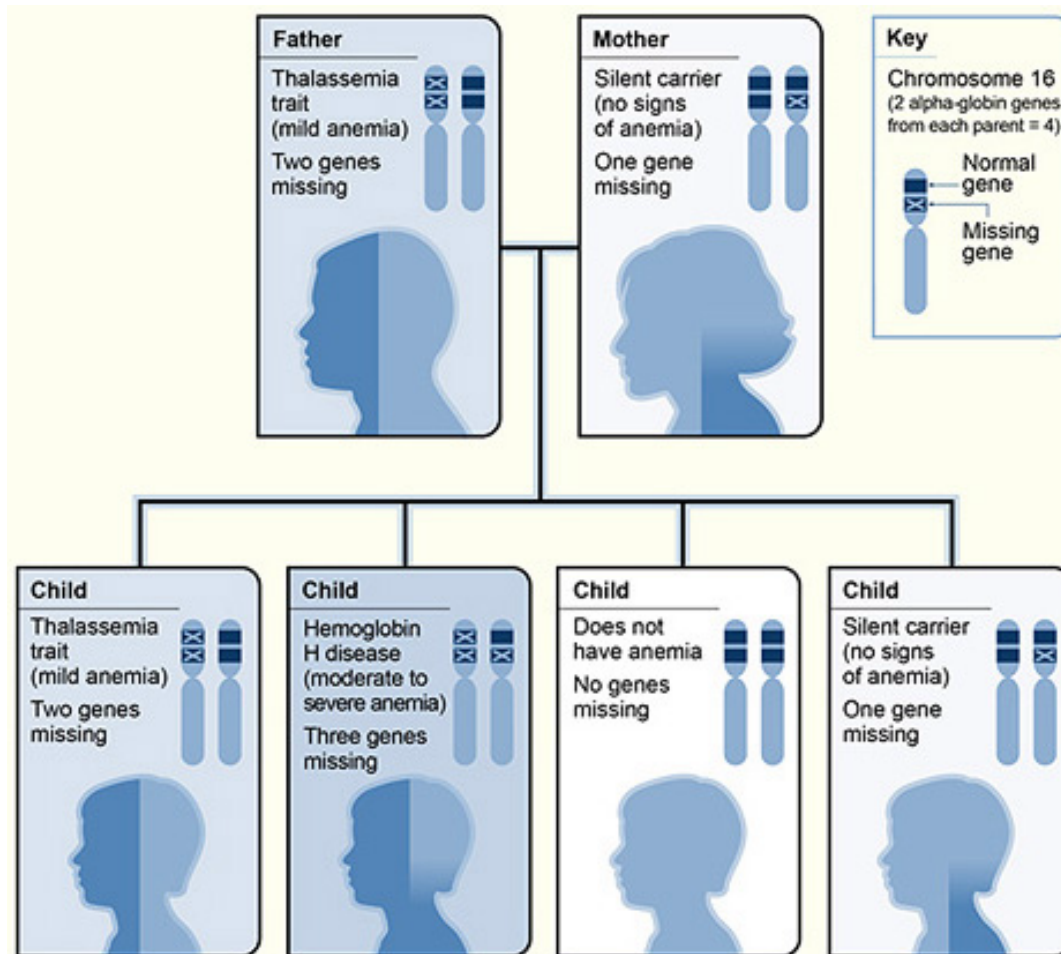 Father
Thalassemia
trait
(mild anemia)
Two genes
missing
Mother
Silent carrier
(no signs
of anemia)
One gene
missing
Key
Chromosome 16
(2 alpha-globin genes
from each parent = 4)
Normal
gene
Missing
gene
Child
Thalassemia
trait
(mild anemia)
Two genes
missing
Child
Hemoglobin
H disease
(moderate to
severe anemia)
Three genes
missing
Child
Does not
have anemia
No genes
missing
Child
Silent carrier
(no signs
of anemia)
One gene
missing